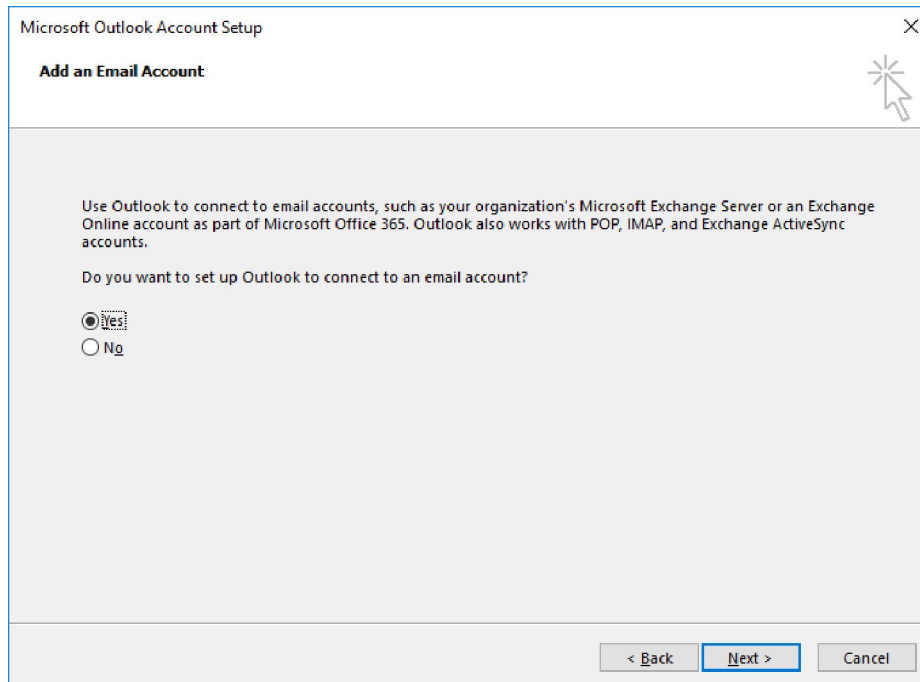 Microsoft Outlook Account Setup
Add an Email Account
Use Outlook to connect to email accounts, such as your organization's Microsoft Exchange Server or an Exchange
Online account as part of Microsoft Office 365. Outlook also works with POP, IMAP, and Exchange ActiveSync
accounts.
Do you want to set up Outlook to connect to an email account?
Yes
No
< Back Next > Cancel